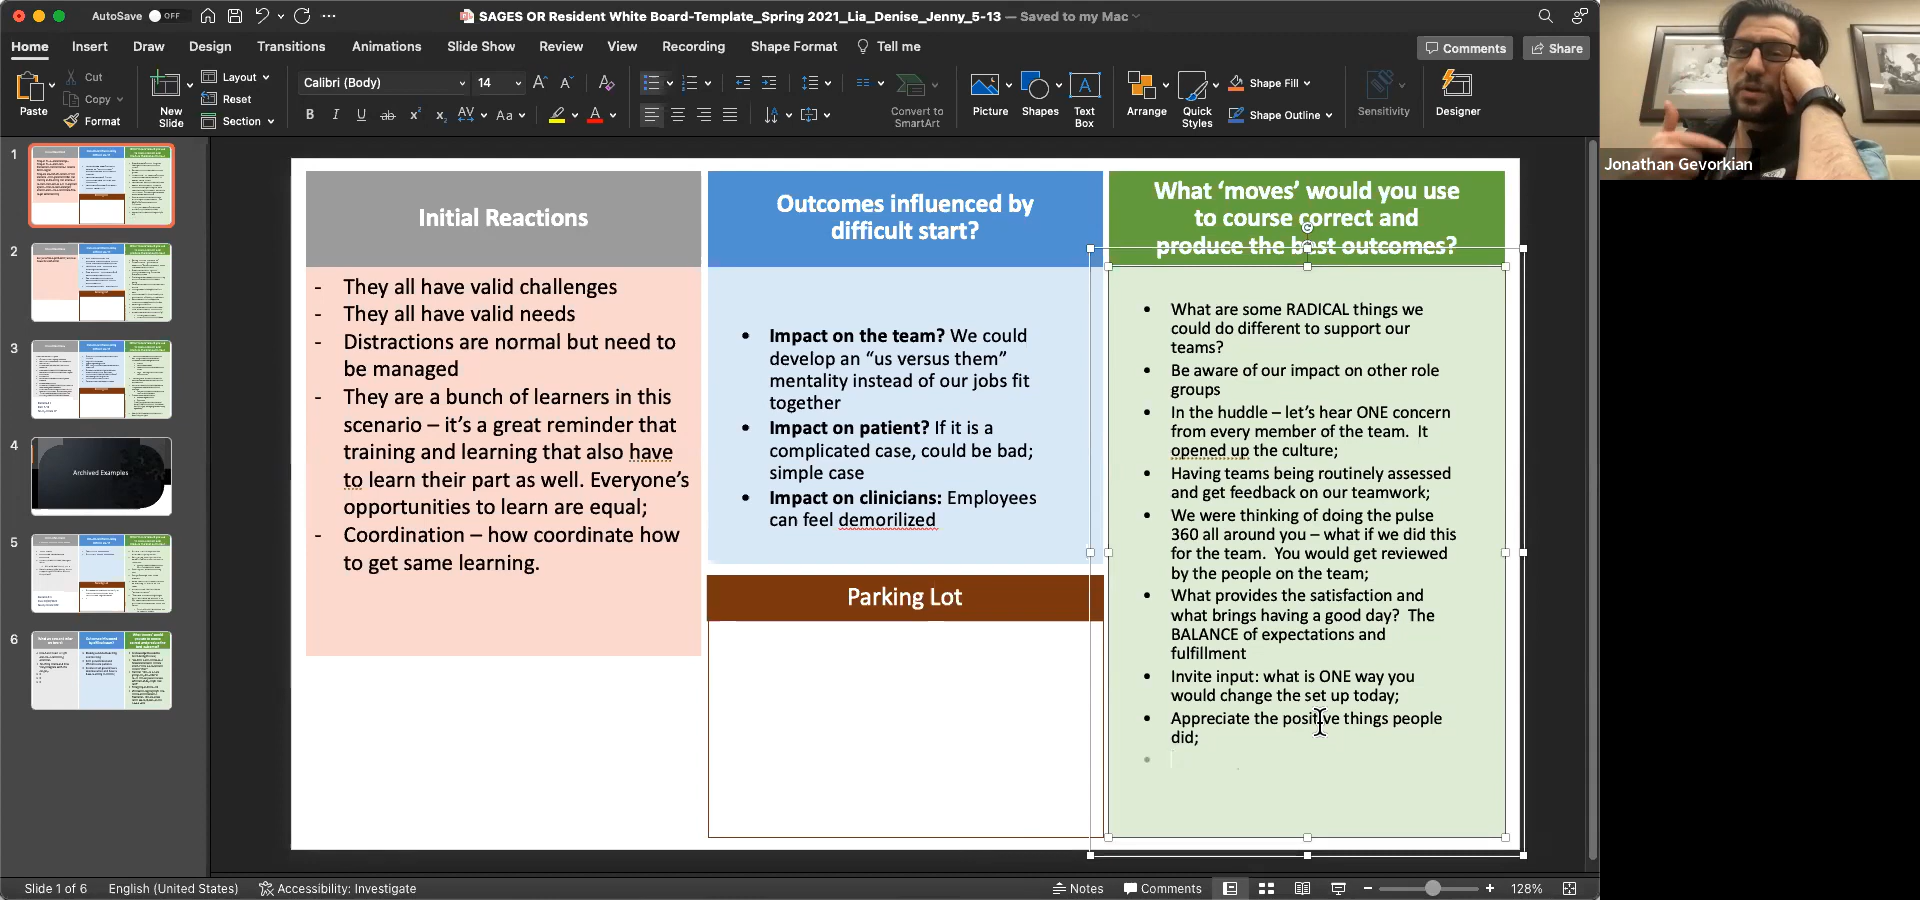 AutoSave OFF
SAGES OR Resident White Board-Template_Spring 2021_Lia_Denise_Jenny_5-13 — Saved to my Mac
Home Insert Draw Design Transitions Animations Slide Show Review View Recording Shape Format Tell me
Comments Share
Paste
Cut
Copy
Format
New Slide
Layout
Reset
Section
Calibri (Body) 14
B I U ab x² x₂ AV Aa A
Convert to SmartArt
Picture
Shapes
Text Box
Arrange
Quick Styles
Shape Fill
Shape Outline
Sensitivity
Designer
Jonathan Gevorkian
1
2
3
4
Archived Examples
5
6
Initial Reactions
- They all have valid challenges
- They all have valid needs
- Distractions are normal but need to
be managed
- They are a bunch of learners in this
scenario – it's a great reminder that
training and learning that also have
to learn their part as well. Everyone's
opportunities to learn are equal;
- Coordination – how coordinate how
to get same learning.
Outcomes influenced by
difficult start?
• Impact on the team? We could
develop an “us versus them”
mentality instead of our jobs fit
together
• Impact on patient? If it is a
complicated case, could be bad;
simple case
• Impact on clinicians: Employees
can feel demorilized
Parking Lot
What ‘moves’ would you use
to course correct and
produce the best outcomes?
• What are some RADICAL things we
could do different to support our
teams?
• Be aware of our impact on other role
groups
• In the huddle – let's hear ONE concern
from every member of the team. It
opened up the culture;
• Having teams being routinely assessed
and get feedback on our teamwork;
• We were thinking of doing the pulse
360 all around you – what if we did this
for the team. You would get reviewed
by the people on the team;
• What provides the satisfaction and
what brings having a good day? The
BALANCE of expectations and
fulfillment
• Invite input: what is ONE way you
would change the set up today;
• Appreciate the positive things people
did;
Slide 1 of 6 English (United States) Accessibility: Investigate
Notes Comments 128%